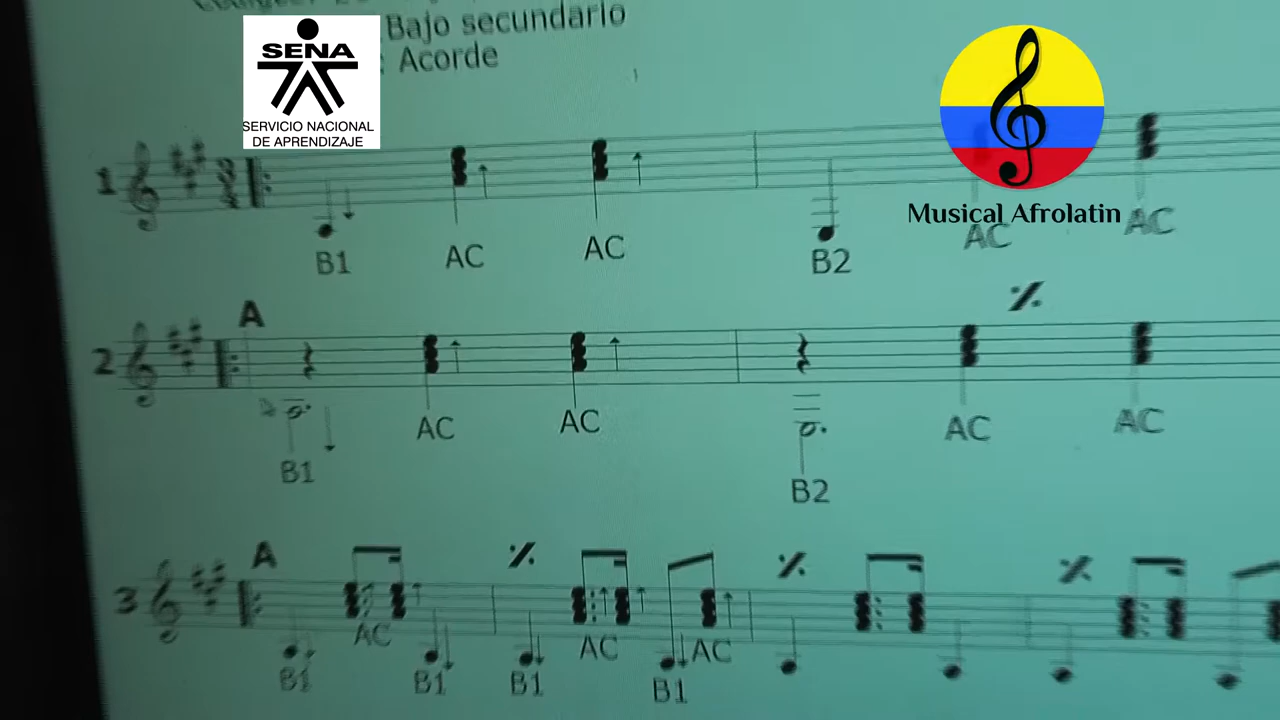 Bajo secundario
SENA
: Acorde
SERVICIO NACIONAL
DE APRENDIZAJE
Musical Afrolatin
1
B1 AC AC B2 AC AC
A
2
AC AC AC AC
B1 B2
A
3
AC AC AC
B1 B1 B1 B1